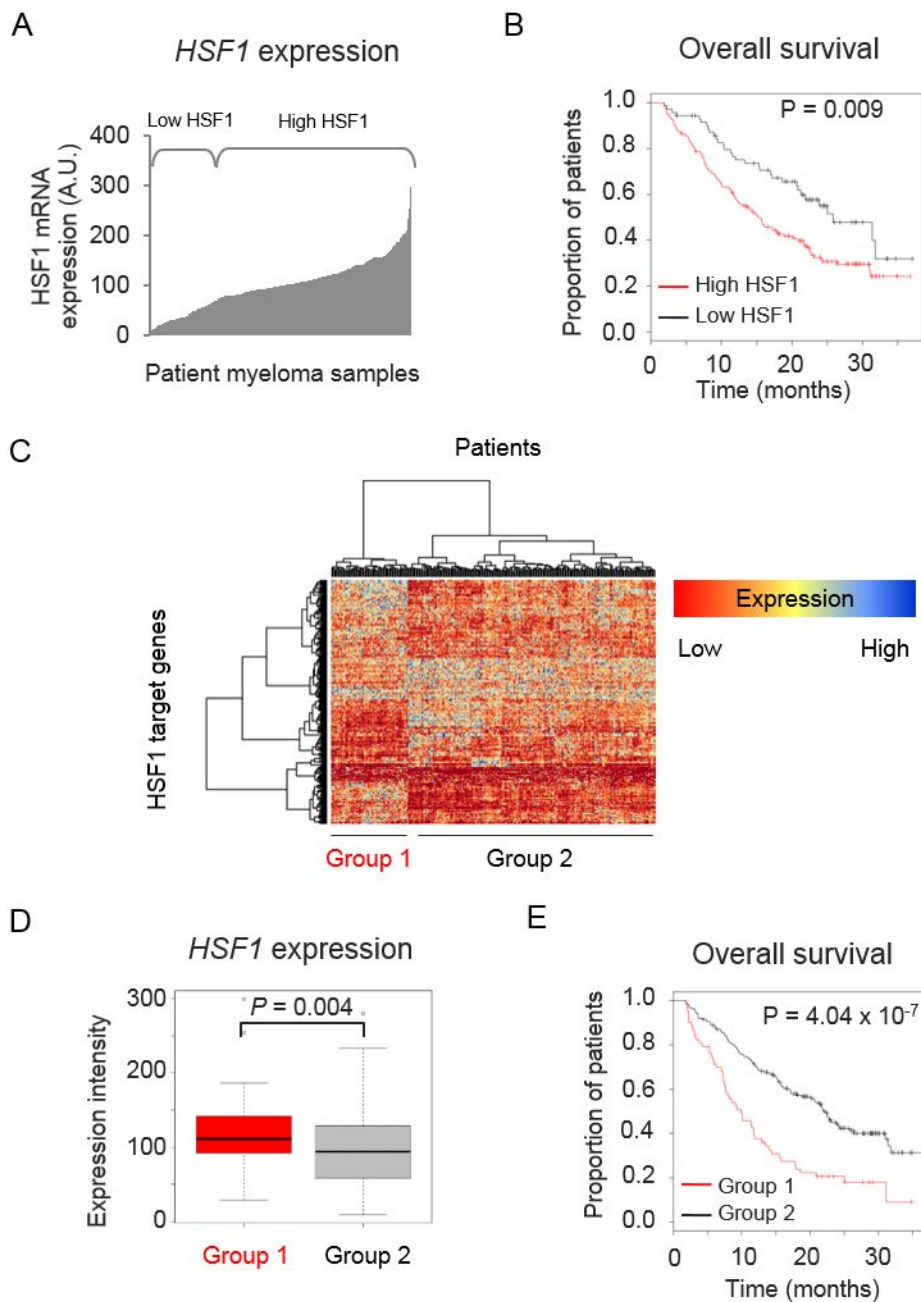 A
HSF1 expression
Low HSF1
High HSF1
400
300
200
100
0
HSF1 mRNA
expression (A.U.)
Patient myeloma samples
B
Overall survival
P = 0.009
1.0
0.8
0.6
0.4
0.2
0.0
Proportion of patients
High HSF1
Low HSF1
0 10 20 30
Time (months)
C
Patients
HSF1 target genes
Expression
Low High
Group 1 Group 2
D
HSF1 expression
P = 0.004
300
200
100
0
Expression intensity
Group 1 Group 2
E
Overall survival
P = 4.04 x 10⁻⁷
1.0
0.8
0.6
0.4
0.2
0.0
Proportion of patients
Group 1
Group 2
0 10 20 30
Time (months)